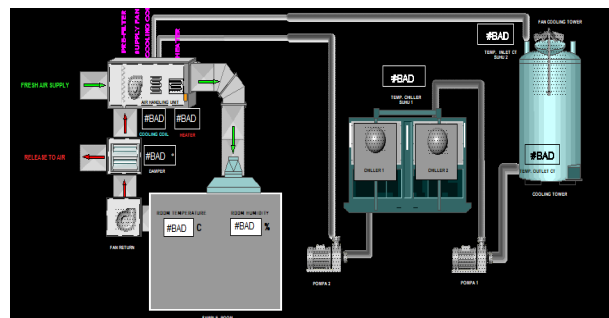 PRE-FILTER
SUPPLY FAN
COOLING COIL
HEATER
FAN COOLING TOWER
#BAD
TEMP. INLET CT
SUHU 2
#BAD
TEMP. CHILLER
SUHU 1
FRESH AIR SUPPLY
AIR HANDLING UNIT
#BAD
#BAD
COOLING COIL
HEATER
RELEASE TO AIR
#BAD
DAMPER
CHILLER 1
CHILLER 2
#BAD
TEMP. OUTLET CT
COOLING TOWER
ROOM TEMPERATURE
ROOM HUMIDITY
#BAD C
#BAD %
FAN RETURN
POMPA 2
POMPA 1